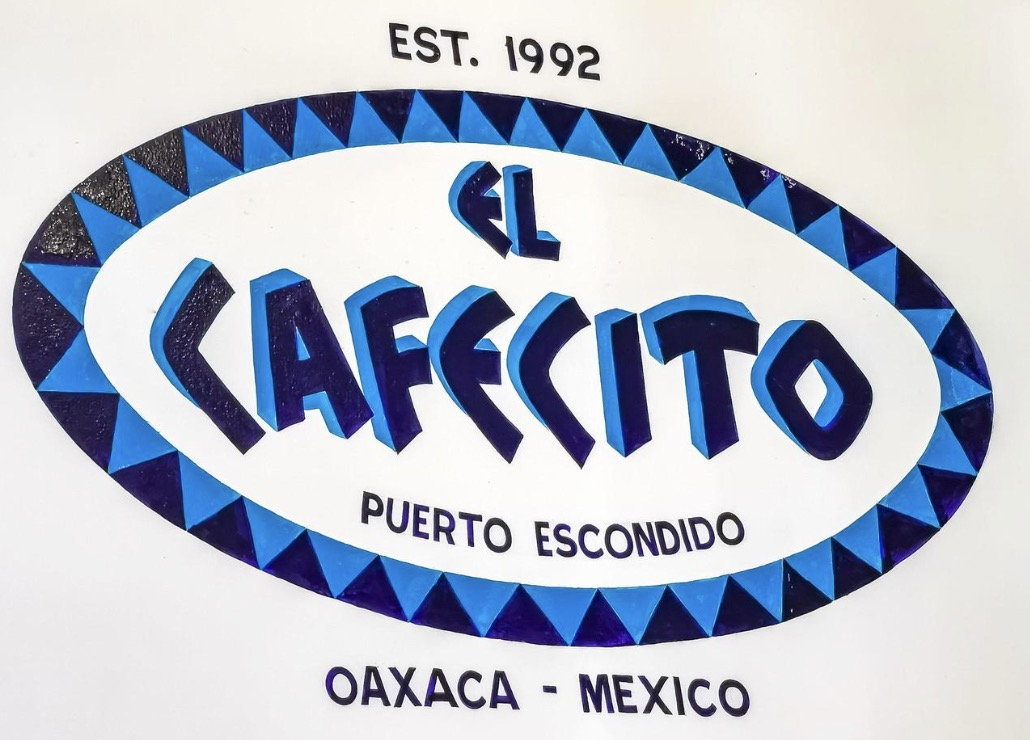 EST. 1992
EL
CAFECITO
PUERTO ESCONDIDO
OAXACA - MEXICO